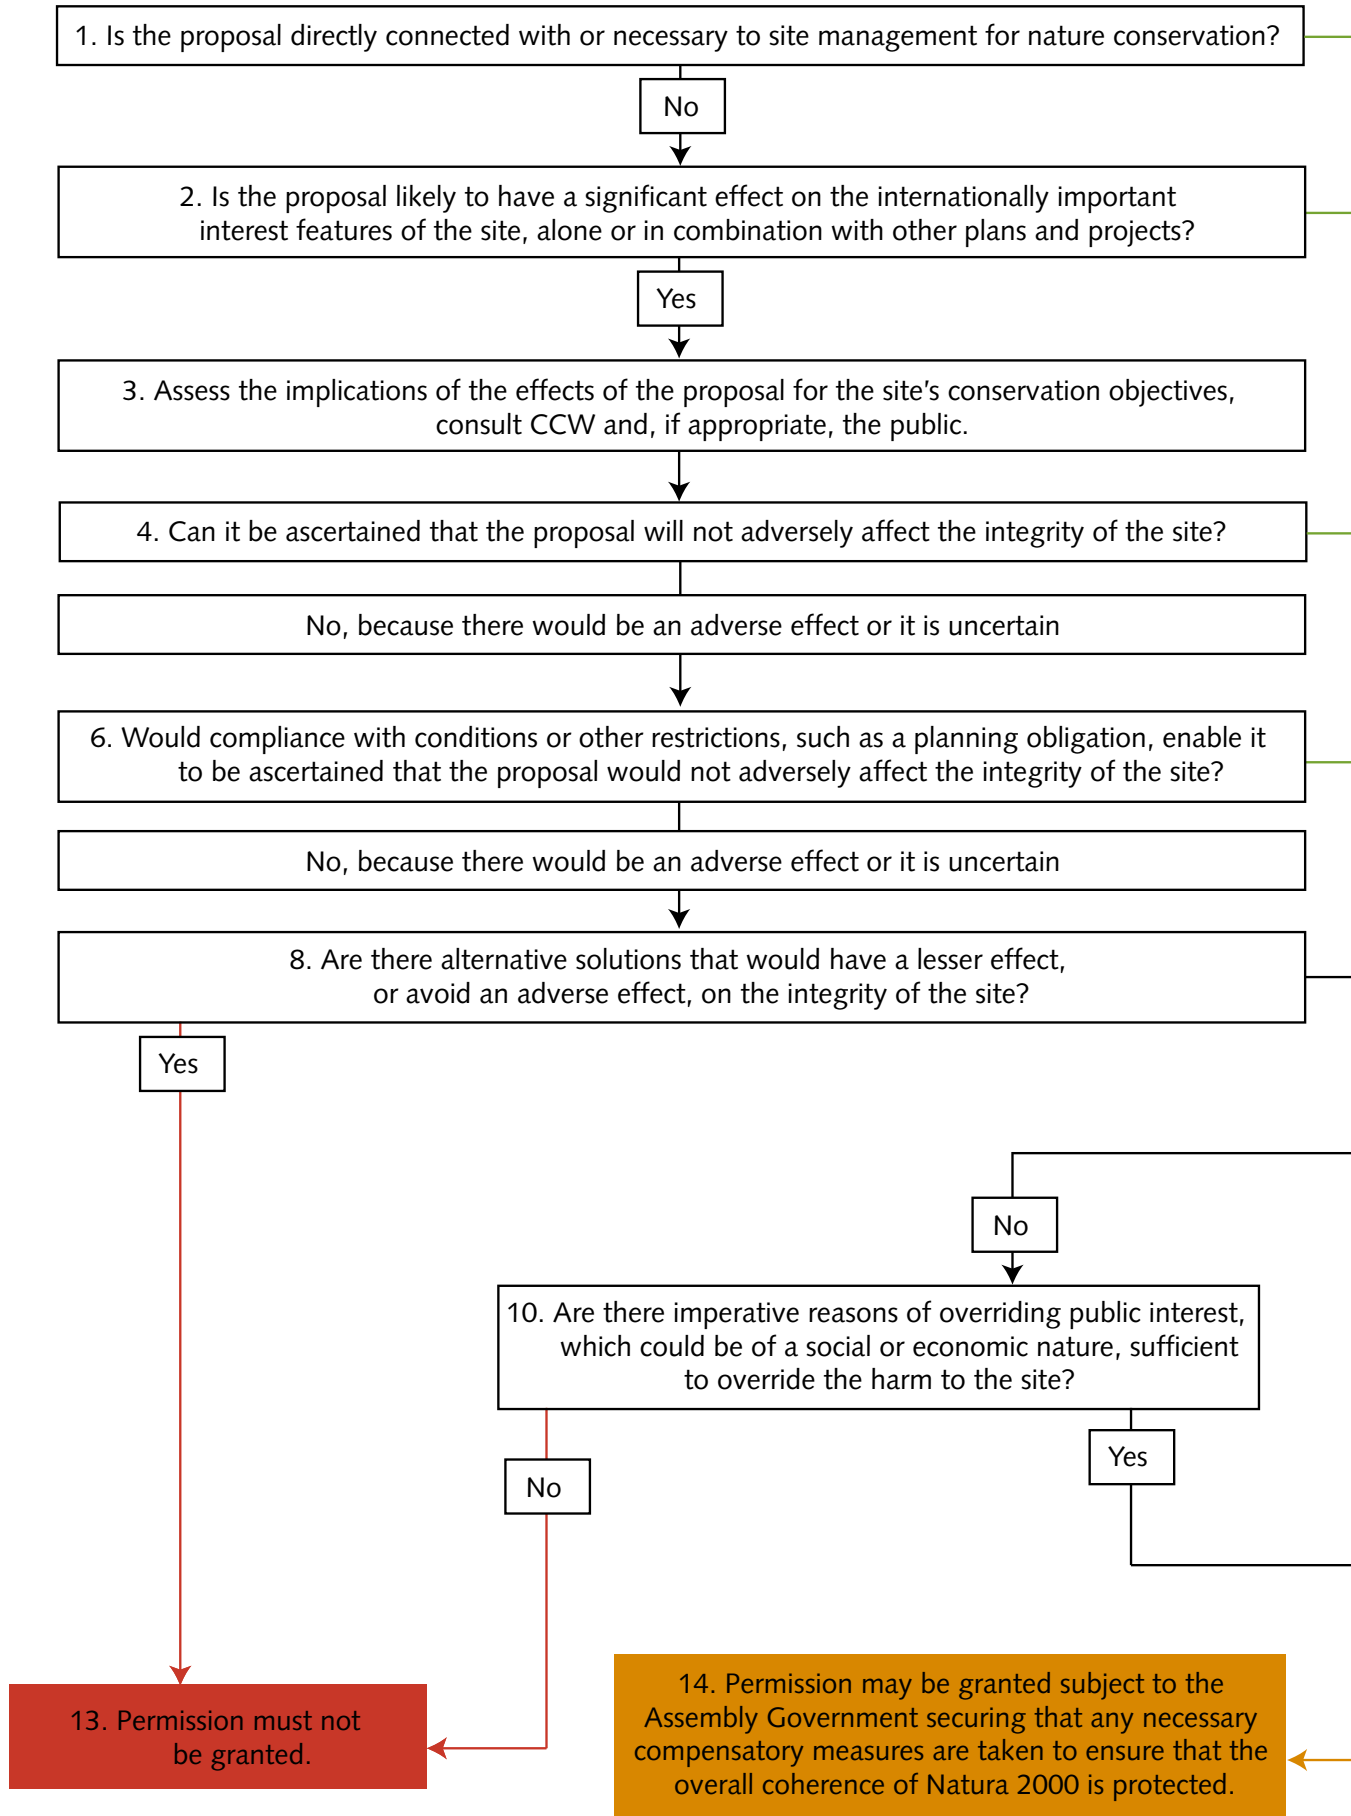 1. Is the proposal directly connected with or necessary to site management for nature conservation?
No
2. Is the proposal likely to have a significant effect on the internationally important
interest features of the site, alone or in combination with other plans and projects?
Yes
3. Assess the implications of the effects of the proposal for the site’s conservation objectives,
consult CCW and, if appropriate, the public.
4. Can it be ascertained that the proposal will not adversely affect the integrity of the site?
No, because there would be an adverse effect or it is uncertain
6. Would compliance with conditions or other restrictions, such as a planning obligation, enable it
to be ascertained that the proposal would not adversely affect the integrity of the site?
No, because there would be an adverse effect or it is uncertain
8. Are there alternative solutions that would have a lesser effect,
or avoid an adverse effect, on the integrity of the site?
Yes
No
10. Are there imperative reasons of overriding public interest,
which could be of a social or economic nature, sufficient
to override the harm to the site?
Yes
No
13. Permission must not
be granted.
14. Permission may be granted subject to the
Assembly Government securing that any necessary
compensatory measures are taken to ensure that the
overall coherence of Natura 2000 is protected.